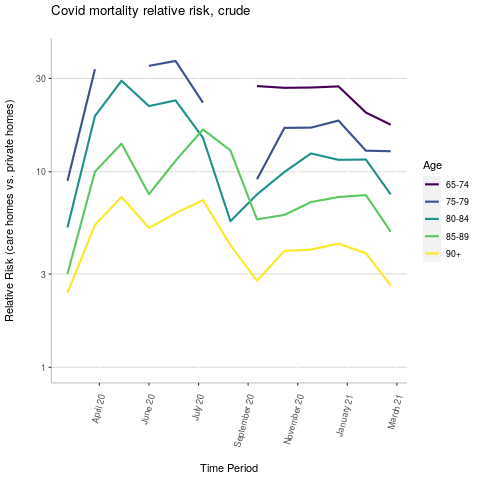 Covid mortality relative risk, crude
Relative Risk (care homes vs. private homes)
30
10
3
1
April 20
June 20
July 20
September 20
November 20
January 21
March 21
Time Period
Age
65-74
75-79
80-84
85-89
90+